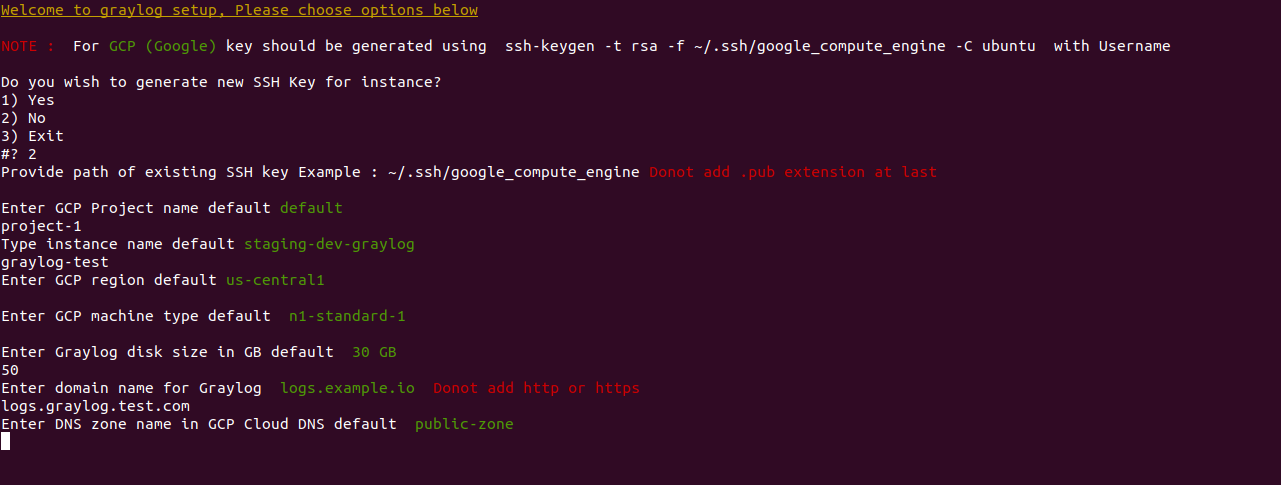 Welcome to graylog setup, Please choose options below
NOTE :  For GCP (Google) key should be generated using  ssh-keygen -t rsa -f ~/.ssh/google_compute_engine -C ubuntu  with Username
Do you wish to generate new SSH Key for instance?
1) Yes
2) No
3) Exit
#? 2
Provide path of existing SSH key Example : ~/.ssh/google_compute_engine Donot add .pub extension at last
Enter GCP Project name default default
project-1
Type instance name default staging-dev-graylog
graylog-test
Enter GCP region default us-central1
Enter GCP machine type default  n1-standard-1
Enter Graylog disk size in GB default  30 GB
50
Enter domain name for Graylog  logs.example.io  Donot add http or https
logs.graylog.test.com
Enter DNS zone name in GCP Cloud DNS default  public-zone